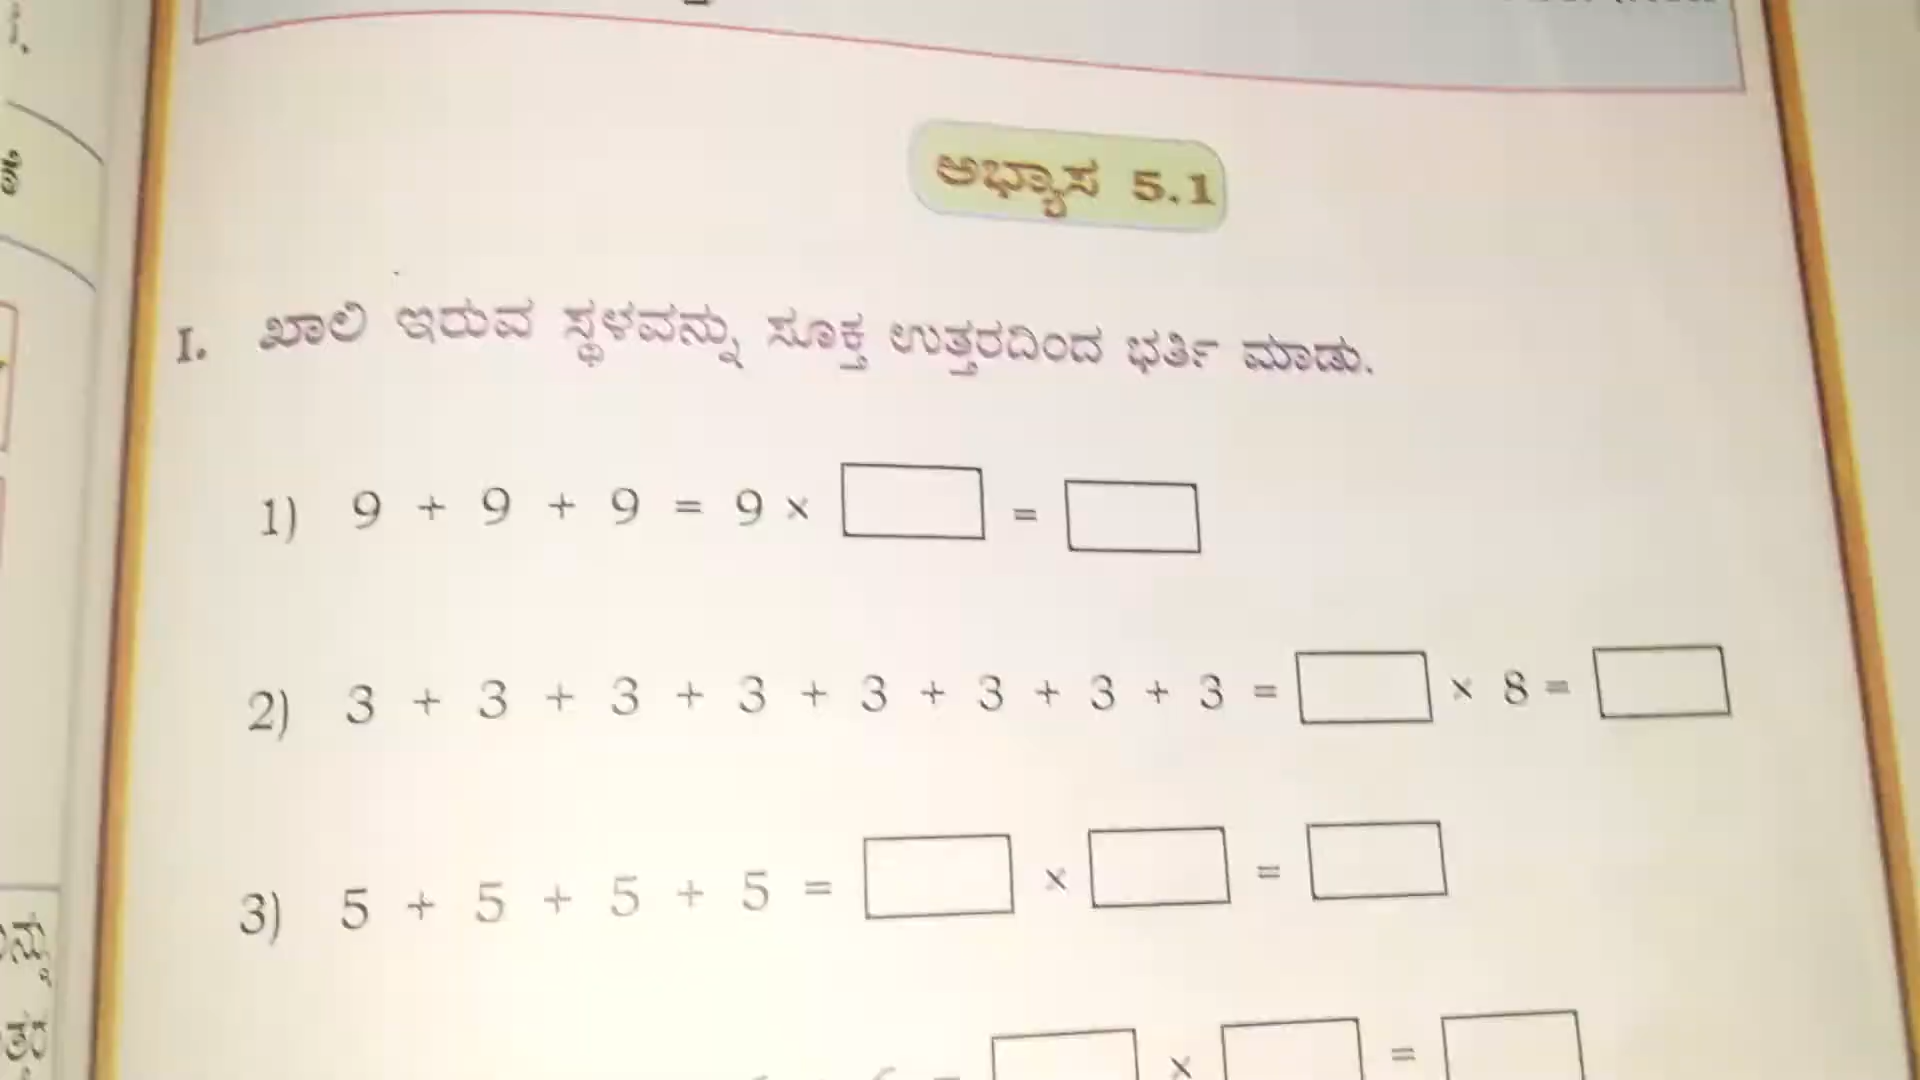 ಅಭ್ಯಾಸ 5.1
I. ಖಾಲಿ ಇರುವ ಸ್ಥಳವನ್ನು ಸೂಕ್ತ ಉತ್ತರದಿಂದ ಭರ್ತಿ ಮಾಡು.
1) 9 + 9 + 9 = 9 × =
2) 3 + 3 + 3 + 3 + 3 + 3 + 3 + 3 = × 8 =
3) 5 + 5 + 5 + 5 = × =
× =